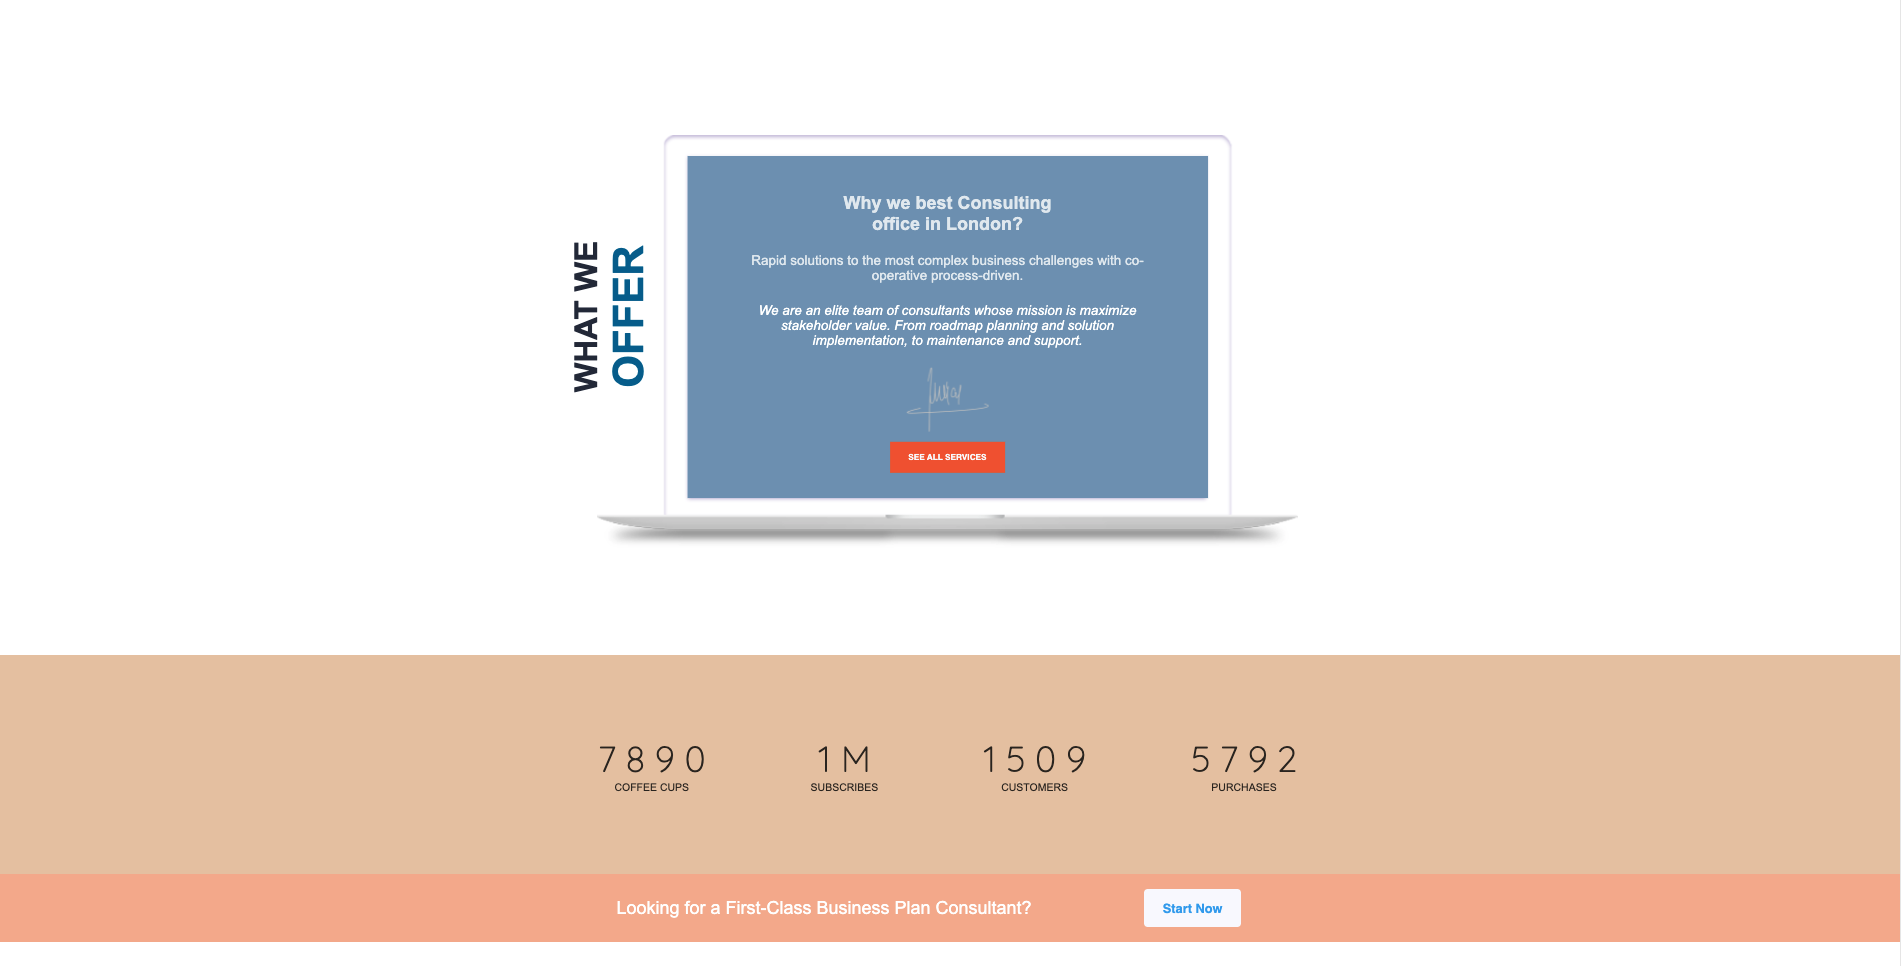 WHAT WE
OFFER
Why we best Consulting
office in London?
Rapid solutions to the most complex business challenges with co-
operative process-driven.
We are an elite team of consultants whose mission is maximize
stakeholder value. From roadmap planning and solution
implementation, to maintenance and support.
SEE ALL SERVICES
7890
COFFEE CUPS
1M
SUBSCRIBES
1509
CUSTOMERS
5792
PURCHASES
Looking for a First-Class Business Plan Consultant?
Start Now